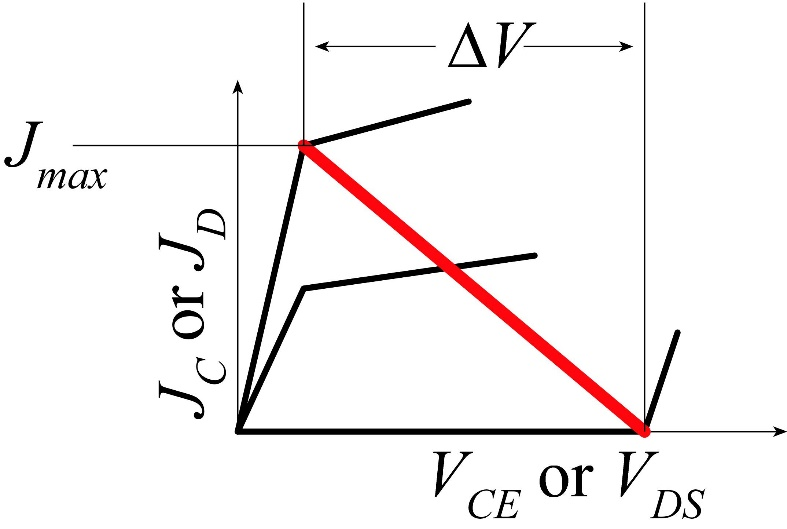 ΔV
J_max
J_C or J_D
V_CE or V_DS